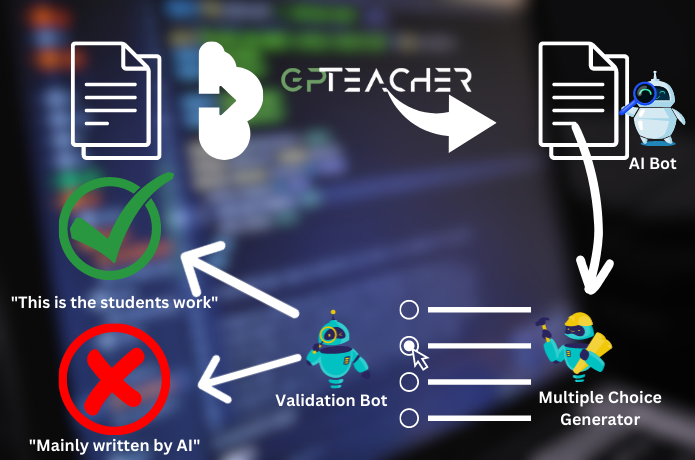 GPTEACHER
AI Bot
"This is the students work"
Validation Bot
Multiple Choice
Generator
"Mainly written by AI"